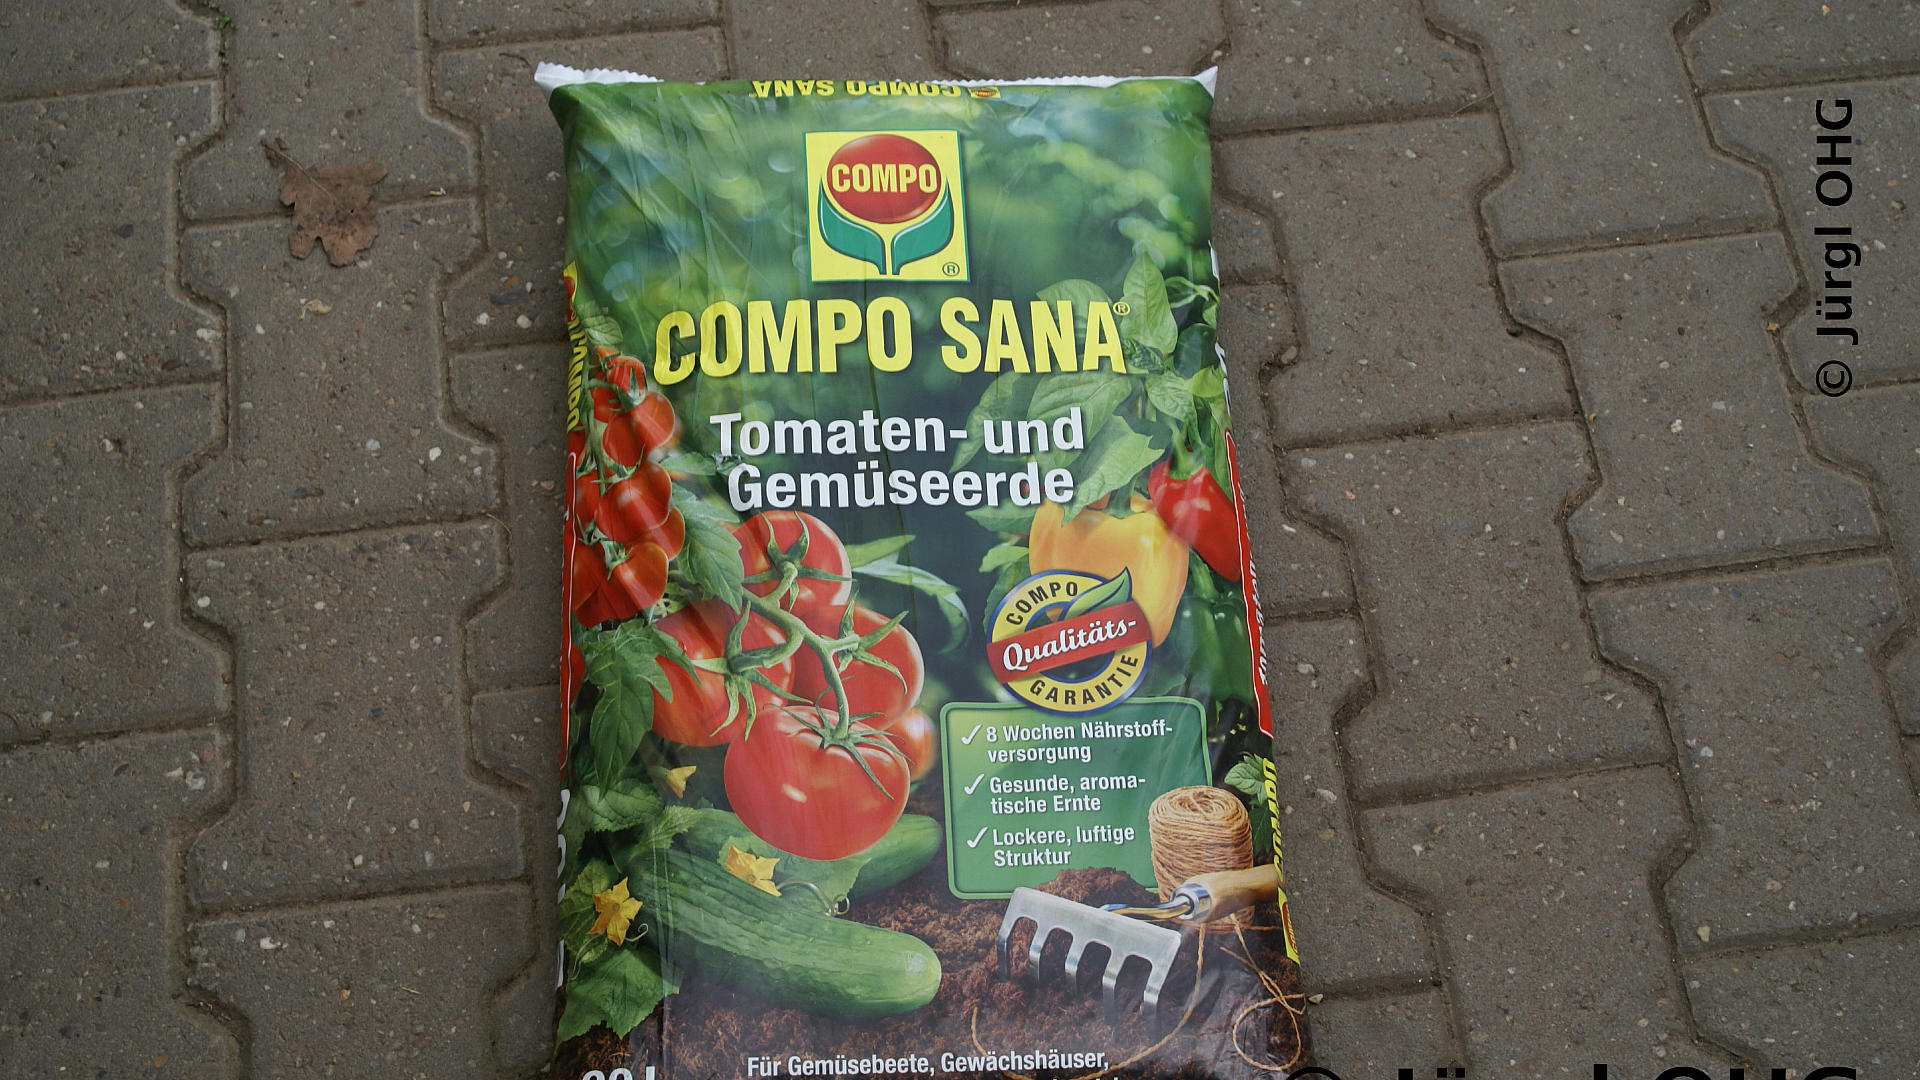 COMPO SANA
COMPO
®
COMPO SANA®
Tomaten- und
Gemüseerde
COMPO
Qualitäts-
GARANTIE
✓ 8 Wochen Nährstoff-
versorgung
✓ Gesunde, aroma-
tische Ernte
✓ Lockere, luftige
Struktur
Für Gemüsebeete, Gewächshäuser,
© Jürgl OHG